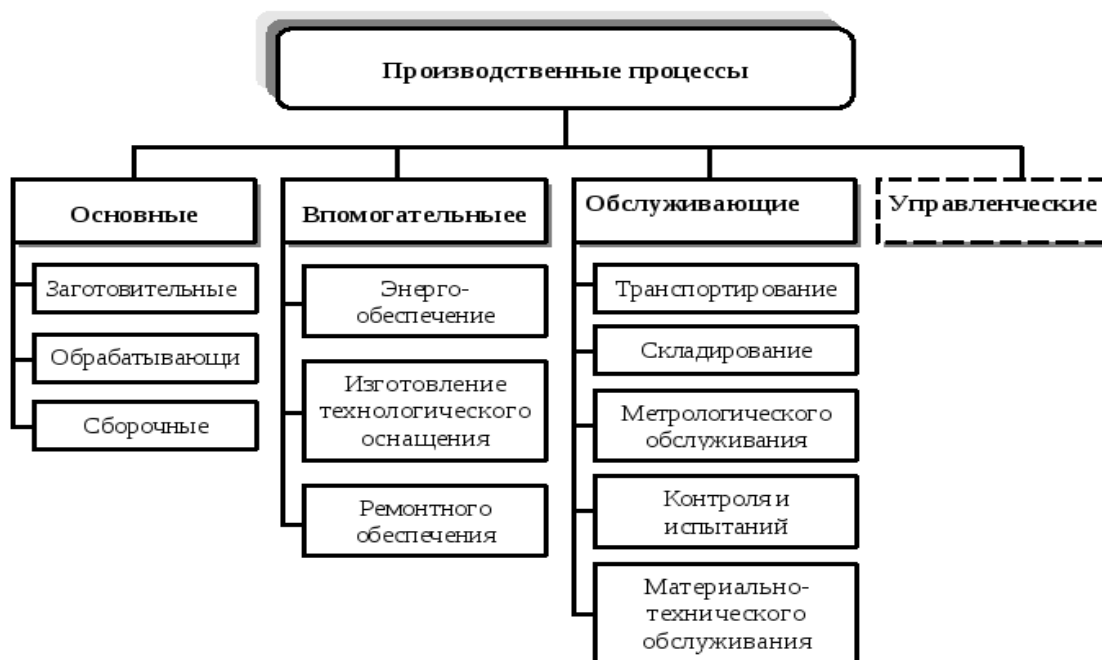 Производственные процессы
Основные
Впомогательныее
Обслуживающие
Управленческие
Заготовительные
Обрабатывающи
Сборочные
Энерго-
обеспечение
Изготовление
технологического
оснащения
Ремонтного
обеспечения
Транспортирование
Складирование
Метрологического
обслуживания
Контроля и
испытаний
Материально-
технического
обслуживания